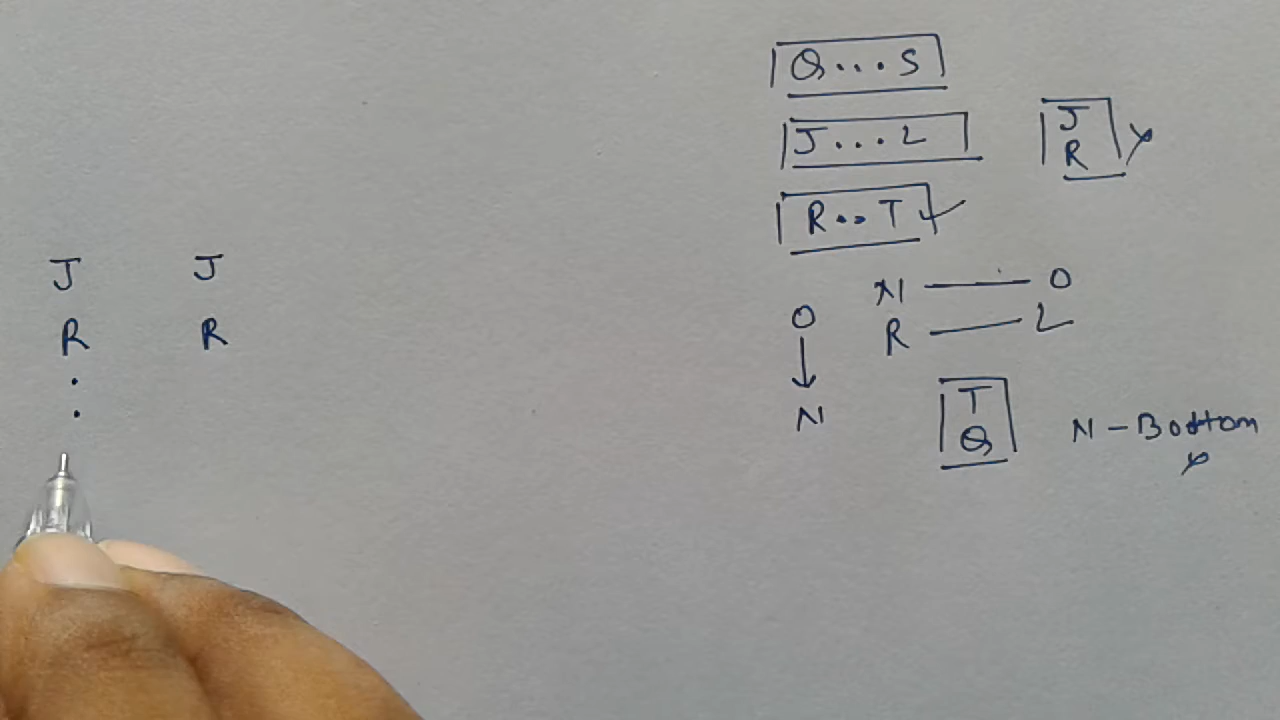 Q...S
J...L
J
R
R..T ✓
N — O
R — L
O
↓
N
T
Q
N - Bottom
J J
R R
.
.